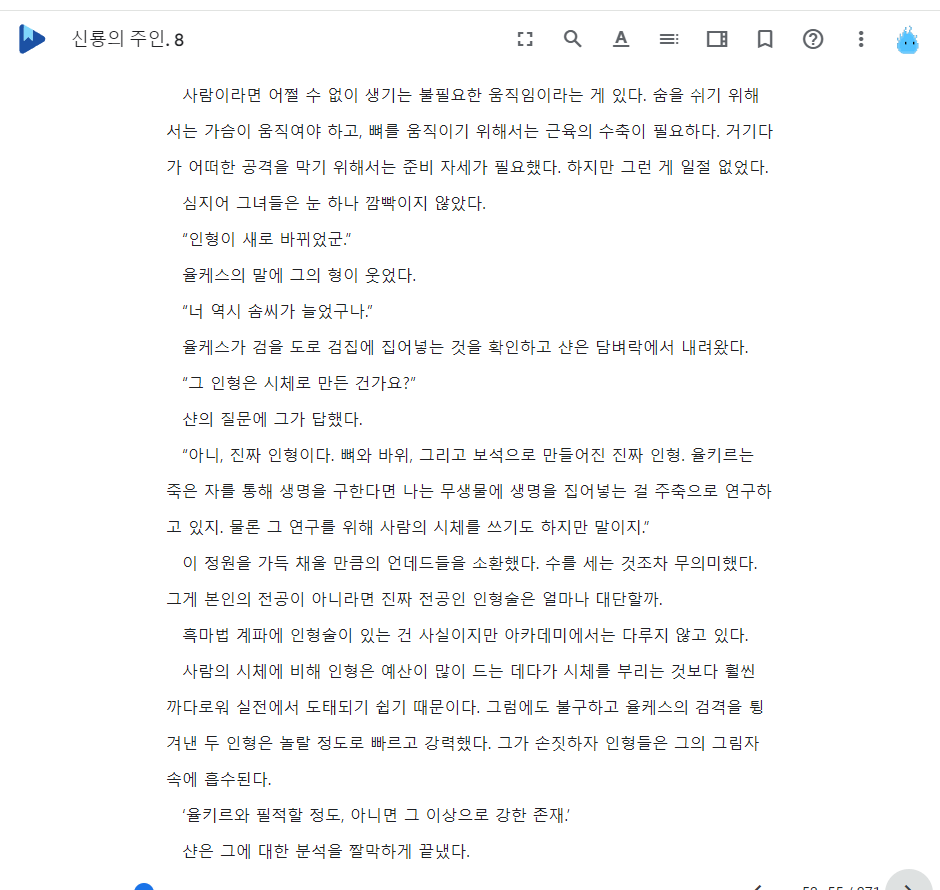 신룡의 주인. 8
사람이라면 어쩔 수 없이 생기는 불필요한 움직임이라는 게 있다. 숨을 쉬기 위해
서는 가슴이 움직여야 하고, 뼈를 움직이기 위해서는 근육의 수축이 필요하다. 거기다
가 어떠한 공격을 막기 위해서는 준비 자세가 필요했다. 하지만 그런 게 일절 없었다.
심지어 그녀들은 눈 하나 깜빡이지 않았다.
“인형이 새로 바뀌었군.”
율케스의 말에 그의 형이 웃었다.
“너 역시 솜씨가 늘었구나.”
율케스가 검을 도로 검집에 집어넣는 것을 확인하고 샨은 담벼락에서 내려왔다.
“그 인형은 시체로 만든 건가요?”
샨의 질문에 그가 답했다.
“아니, 진짜 인형이다. 뼈와 바위, 그리고 보석으로 만들어진 진짜 인형. 율키르는
죽은 자를 통해 생명을 구한다면 나는 무생물에 생명을 집어넣는 걸 주축으로 연구하
고 있지. 물론 그 연구를 위해 사람의 시체를 쓰기도 하지만 말이지.”
이 정원을 가득 채울 만큼의 언데드들을 소환했다. 수를 세는 것조차 무의미했다.
그게 본인의 전공이 아니라면 진짜 전공인 인형술은 얼마나 대단할까.
흑마법 계파에 인형술이 있는 건 사실이지만 아카데미에서는 다루지 않고 있다.
사람의 시체에 비해 인형은 예산이 많이 드는 데다가 시체를 부리는 것보다 훨씬
까다로워 실전에서 도태되기 쉽기 때문이다. 그럼에도 불구하고 율케스의 검격을 튕
겨낸 두 인형은 놀랄 정도로 빠르고 강력했다. 그가 손짓하자 인형들은 그의 그림자
속에 흡수된다.
‘율키르와 필적할 정도, 아니면 그 이상으로 강한 존재.’
샨은 그에 대한 분석을 짤막하게 끝냈다.